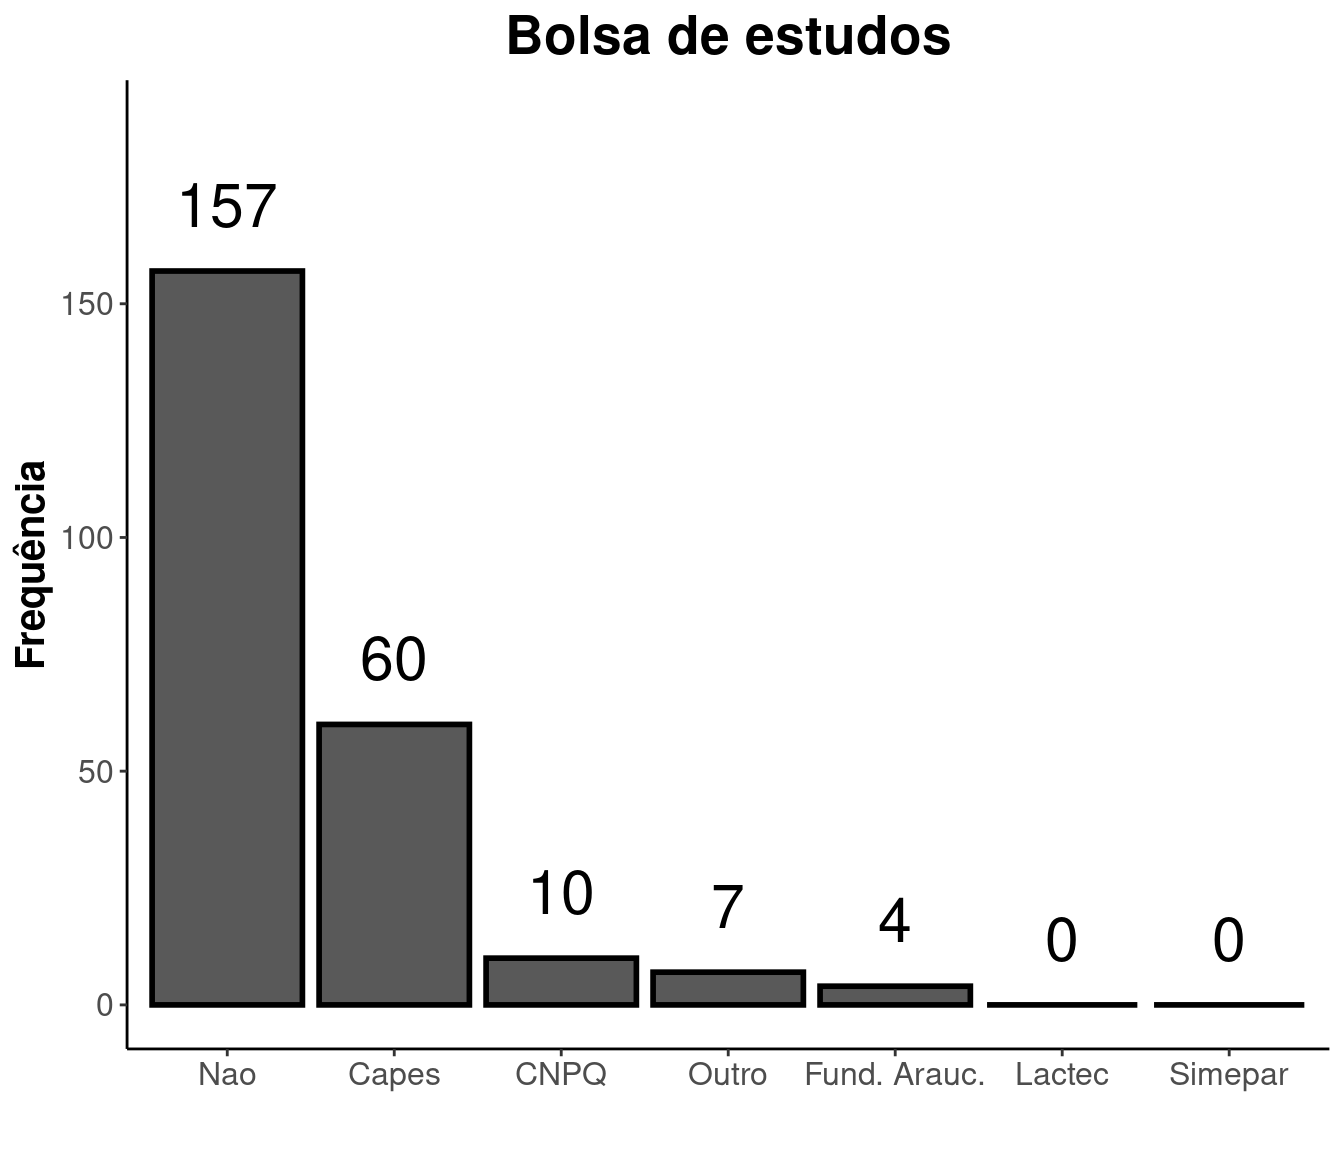 Bolsa de estudos
Frequência
150
100
50
0
157
60
10
7
4
0
0
Nao
Capes
CNPQ
Outro
Fund. Arauc.
Lactec
Simepar